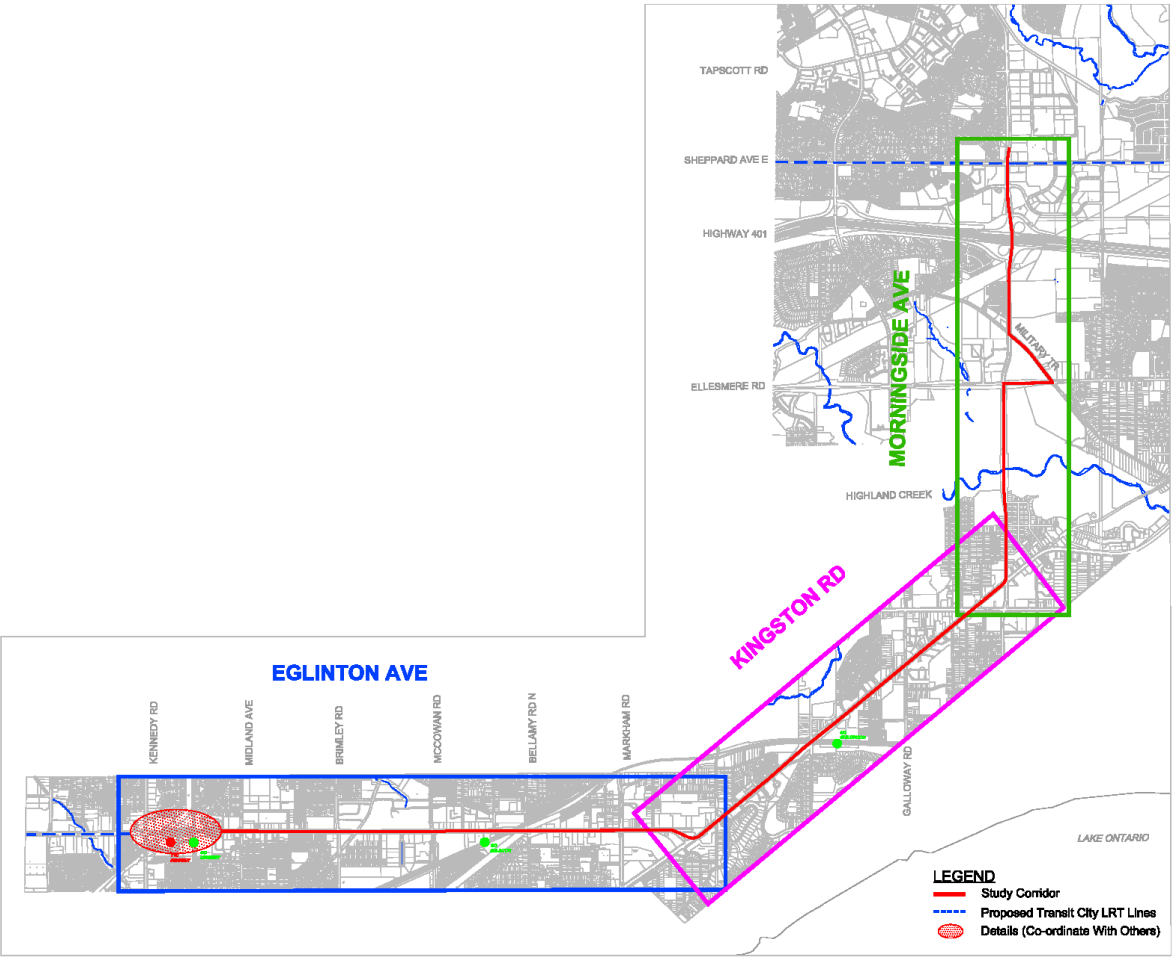 TAPSCOTT RD
SHEPPARD AVE E
HIGHWAY 401
MORNINGSIDE AVE
MILITARY TR
ELLESMERE RD
HIGHLAND CREEK
KINGSTON RD
EGLINTON AVE
KENNEDY RD
MIDLAND AVE
BRIMLEY RD
MCCOWAN RD
BELLAMY RD N
MARKHAM RD
GALLOWAY RD
LAKE ONTARIO
LEGEND
Study Corridor
Proposed Transit City LRT Lines
Details (Co-ordinate With Others)